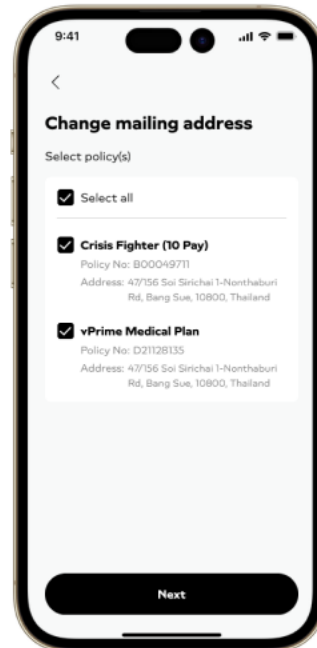 9:41
Change mailing address
Select policy(s)
Select all
Crisis Fighter (10 Pay)
Policy No: B00049711
Address: 47/156 Soi Sirichai 1-Nonthaburi
Rd, Bang Sue, 10800, Thailand
vPrime Medical Plan
Policy No: D21128135
Address: 47/156 Soi Sirichai 1-Nonthaburi
Rd, Bang Sue, 10800, Thailand
Next